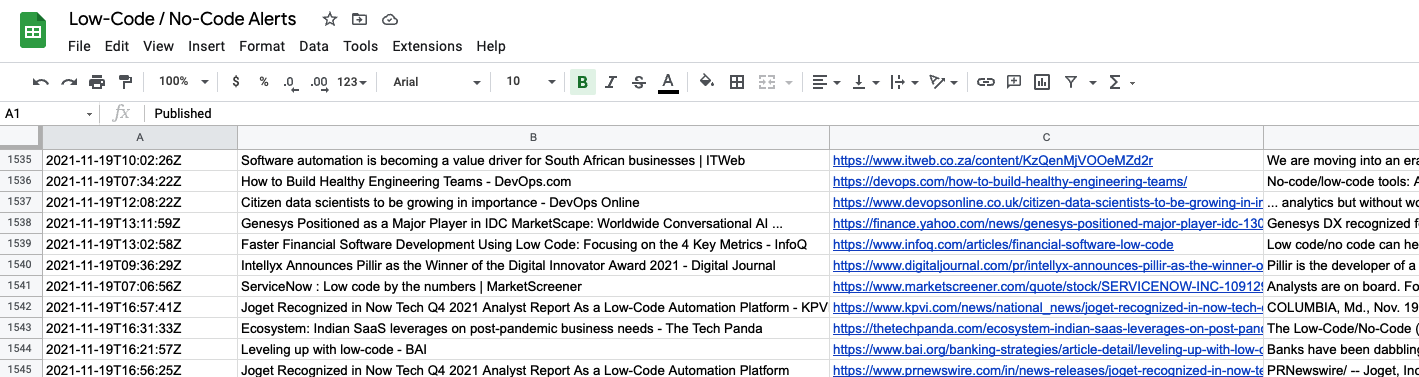 Low-Code / No-Code Alerts
File Edit View Insert Format Data Tools Extensions Help
100% $ % .0 .00 123 Arial 10 B I S A Σ
A1 fx Published
A B C
1535 2021-11-19T10:02:26Z Software automation is becoming a value driver for South African businesses | ITWeb https://www.itweb.co.za/content/KzQenMjVOOeMZd2r We are moving into an era
1536 2021-11-19T07:34:22Z How to Build Healthy Engineering Teams - DevOps.com https://devops.com/how-to-build-healthy-engineering-teams/ No-code/low-code tools: A
1537 2021-11-19T12:08:22Z Citizen data scientists to be growing in importance - DevOps Online https://www.devopsonline.co.uk/citizen-data-scientists-to-be-growing-in-ir ... analytics but without wo
1538 2021-11-19T13:11:59Z Genesys Positioned as a Major Player in IDC MarketScape: Worldwide Conversational AI ... https://finance.yahoo.com/news/genesys-positioned-major-player-idc-130 Genesys DX recognized f
1539 2021-11-19T13:02:58Z Faster Financial Software Development Using Low Code: Focusing on the 4 Key Metrics - InfoQ https://www.infoq.com/articles/financial-software-low-code Low code/no code can he
1540 2021-11-19T09:36:29Z Intellyx Announces Pillir as the Winner of the Digital Innovator Award 2021 - Digital Journal https://www.digitaljournal.com/pr/intellyx-announces-pillir-as-the-winner-o Pillir is the developer of a
1541 2021-11-19T07:06:56Z ServiceNow : Low code by the numbers | MarketScreener https://www.marketscreener.com/quote/stock/SERVICENOW-INC-109129 Analysts are on board. Fo
1542 2021-11-19T16:57:41Z Joget Recognized in Now Tech Q4 2021 Analyst Report As a Low-Code Automation Platform - KPV https://www.kpvi.com/news/national_news/joget-recognized-in-now-tech- COLUMBIA, Md., Nov. 19
1543 2021-11-19T16:31:33Z Ecosystem: Indian SaaS leverages on post-pandemic business needs - The Tech Panda https://thetechpanda.com/ecosystem-indian-saas-leverages-on-post-pand The Low-Code/No-Code (
1544 2021-11-19T16:21:57Z Leveling up with low-code - BAI https://www.bai.org/banking-strategies/article-detail/leveling-up-with-low-c Banks have been dabbling
1545 2021-11-19T16:56:25Z Joget Recognized in Now Tech Q4 2021 Analyst Report As a Low-Code Automation Platform https://www.prnewswire.com/in/news-releases/joget-recognized-in-now-te PRNewswire/ -- Joget, Inc